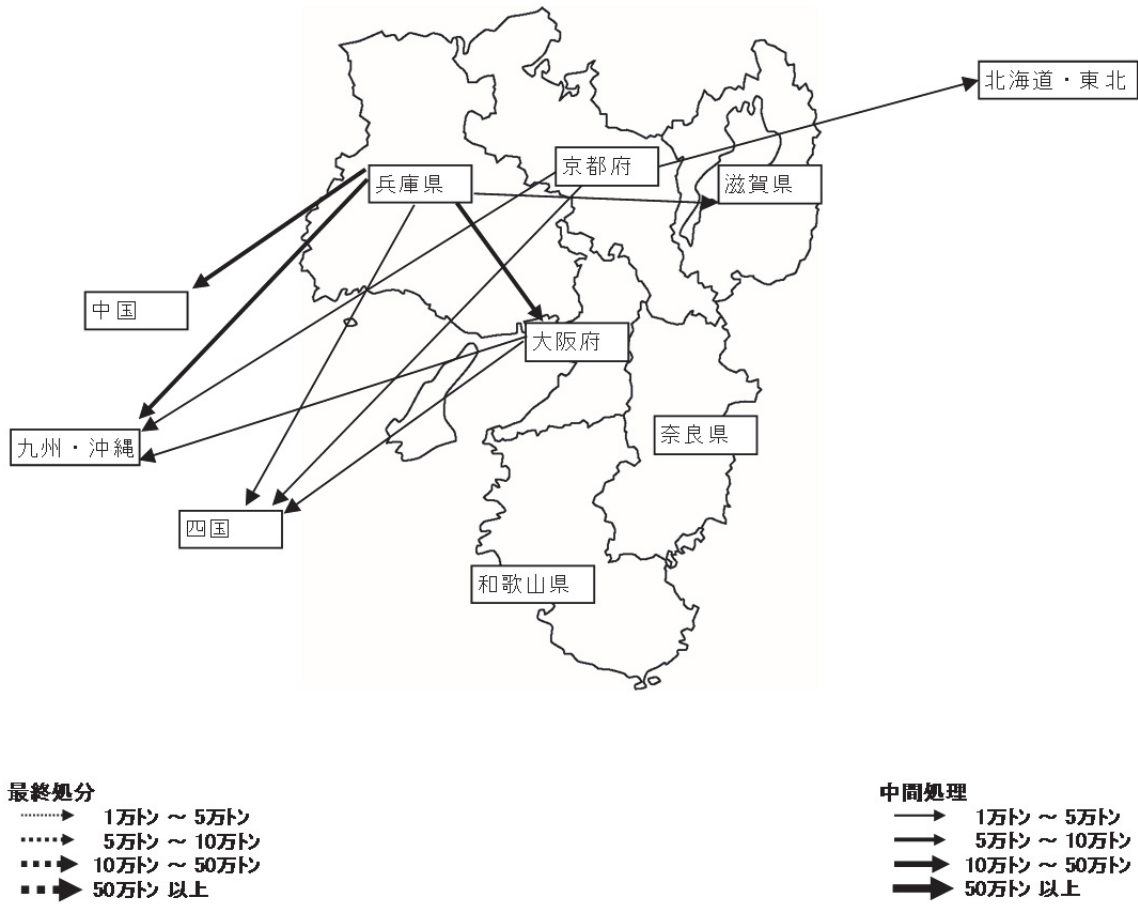 北海道・東北
京都府
兵庫県
滋賀県
中国
大阪府
奈良県
九州・沖縄
四国
和歌山県
最終処分
1万トン ～ 5万トン
5万トン ～ 10万トン
10万トン ～ 50万トン
50万トン 以上
中間処理
1万トン ～ 5万トン
5万トン ～ 10万トン
10万トン ～ 50万トン
50万トン 以上